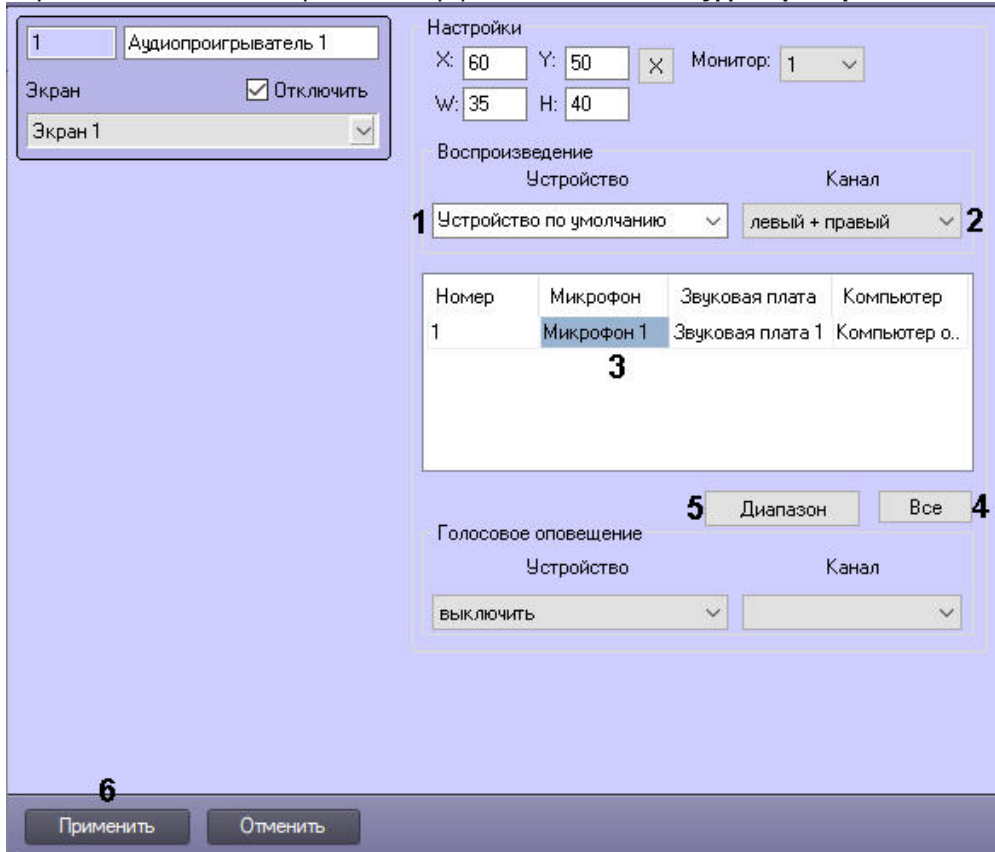 1 Аудиопроигрыватель 1
Экран Отключить
Экран 1
Настройки
X: 60 Y: 50 X Монитор: 1
W: 35 H: 40
Воспроизведение
Устройство Канал
1 Устройство по умолчанию левый + правый 2
Номер Микрофон Звуковая плата Компьютер
1 Микрофон 1 Звуковая плата 1 Компьютер о..
3
5 Диапазон Все 4
Голосовое оповещение
Устройство Канал
выключить
6
Применить Отменить